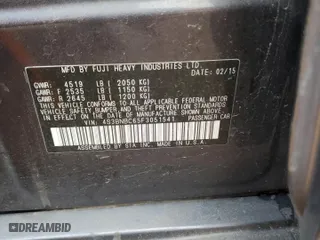 MFD. BY FUJI HEAVY INDUSTRIES LTD. 02/15
GVWR: 4519 LB ( 2050 KG)
GAWR: F 2535 LB ( 1150 KG)
GAWR: R 2645 LB ( 1200 KG)
THIS VEHICLE CONFORMS TO ALL APPLICABLE FEDERAL MOTOR
VEHICLE SAFETY, BUMPER AND THEFT PREVENTION STANDARDS
IN EFFECT ON THE DATE OF MANUFACTURE SHOWN ABOVE.
VIN: 4S3BNBC65F3051541 PASSENGER CAR
ASSEMBLED BY SIA INC. MADE IN U.S.A.